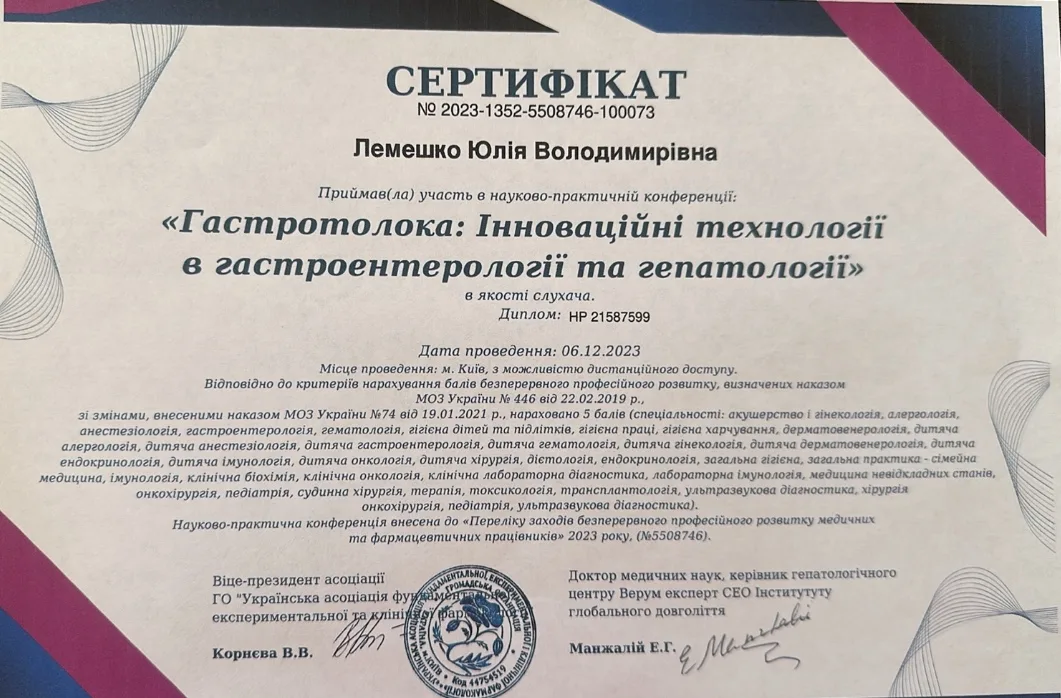 СЕРТИФІКАТ
№ 2023-1352-5508746-100073
Лемешко Юлія Володимирівна
Приймав(ла) участь в науково-практичній конференції:
«Гастротолока: Інноваційні технології
в гастроентерології та гепатології»
в якості слухача.
Диплом: НР 21587599
Дата проведення: 06.12.2023
Місце проведення: м. Київ, з можливістю дистанційного доступу.
Відповідно до критеріїв нарахування балів безперервного професійного розвитку, визначених наказом
МОЗ України № 446 від 22.02.2019 р.,
зі змінами, внесеними наказом МОЗ України №74 від 19.01.2021 р., нараховано 5 балів (спеціальності: акушерство і гінекологія, алергологія,
анестезіологія, гастроентерологія, гематологія, гігієна дітей та підлітків, гігієна праці, гігієна харчування, дерматовенерологія, дитяча
алергологія, дитяча анестезіологія, дитяча гастроентерологія, дитяча гематологія, дитяча гінекологія, дитяча дерматовенерологія, дитяча
ендокринологія, дитяча імунологія, дитяча онкологія, дитяча хірургія, дієтологія, ендокринологія, загальна гігієна, загальна практика - сімейна
медицина, імунологія, клінічна біохімія, клінічна онкологія, клінічна лабораторна діагностика, лабораторна імунологія, медицина невідкладних станів,
онкохірургія, педіатрія, судинна хірургія, терапія, токсикологія, трансплантологія, ультразвукова діагностика, хірургія
онкохірургія, педіатрія, ультразвукова діагностика).
Науково-практична конференція внесена до «Переліку заходів безперервного професійного розвитку медичних
та фармацевтичних працівників» 2023 року, (№5508746).
Віце-президент асоціації
ГО "Українська асоціація фундаментальної
експериментальної та клінічної
Корнєва В.В.
ГРОМАДСЬКА ОРГАНІЗАЦІЯ
Код 44754519
Доктор медичних наук, керівник гепатологічного
центру Верум експерт СЕО Інституту
глобального довголіття
Манжалій Е.Г.